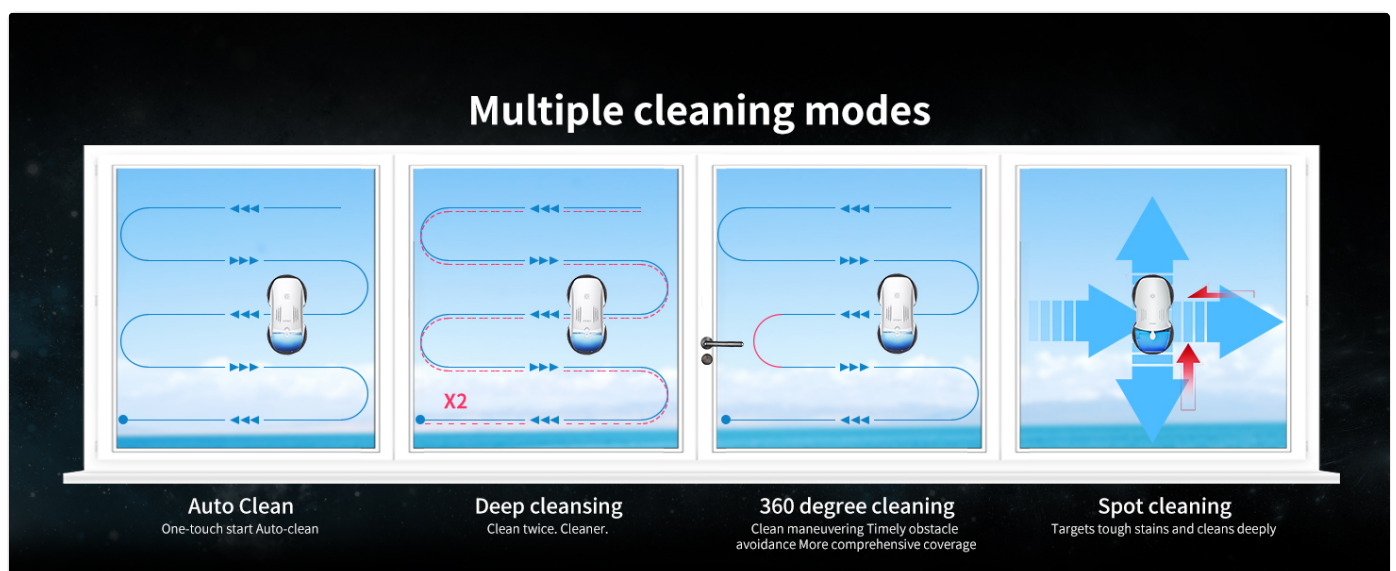 Multiple cleaning modes
X2
Auto Clean
One-touch start Auto-clean
Deep cleansing
Clean twice. Cleaner.
360 degree cleaning
Clean maneuvering Timely obstacle
avoidance More comprehensive coverage
Spot cleaning
Targets tough stains and cleans deeply